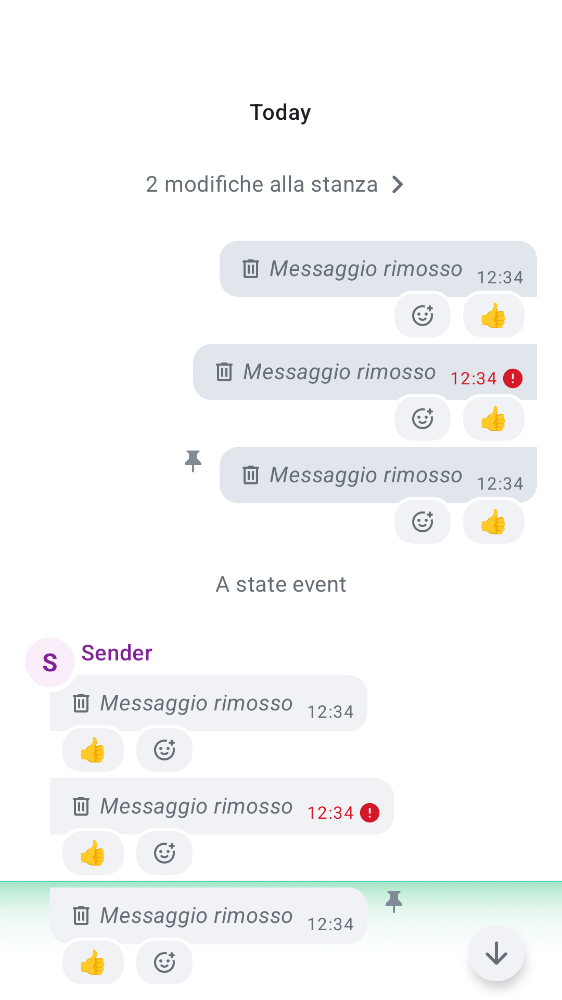 Today
2 modifiche alla stanza
Messaggio rimosso 12:34
👍
Messaggio rimosso 12:34
👍
Messaggio rimosso 12:34
👍
A state event
S Sender
Messaggio rimosso 12:34
👍
Messaggio rimosso 12:34
👍
Messaggio rimosso 12:34
👍